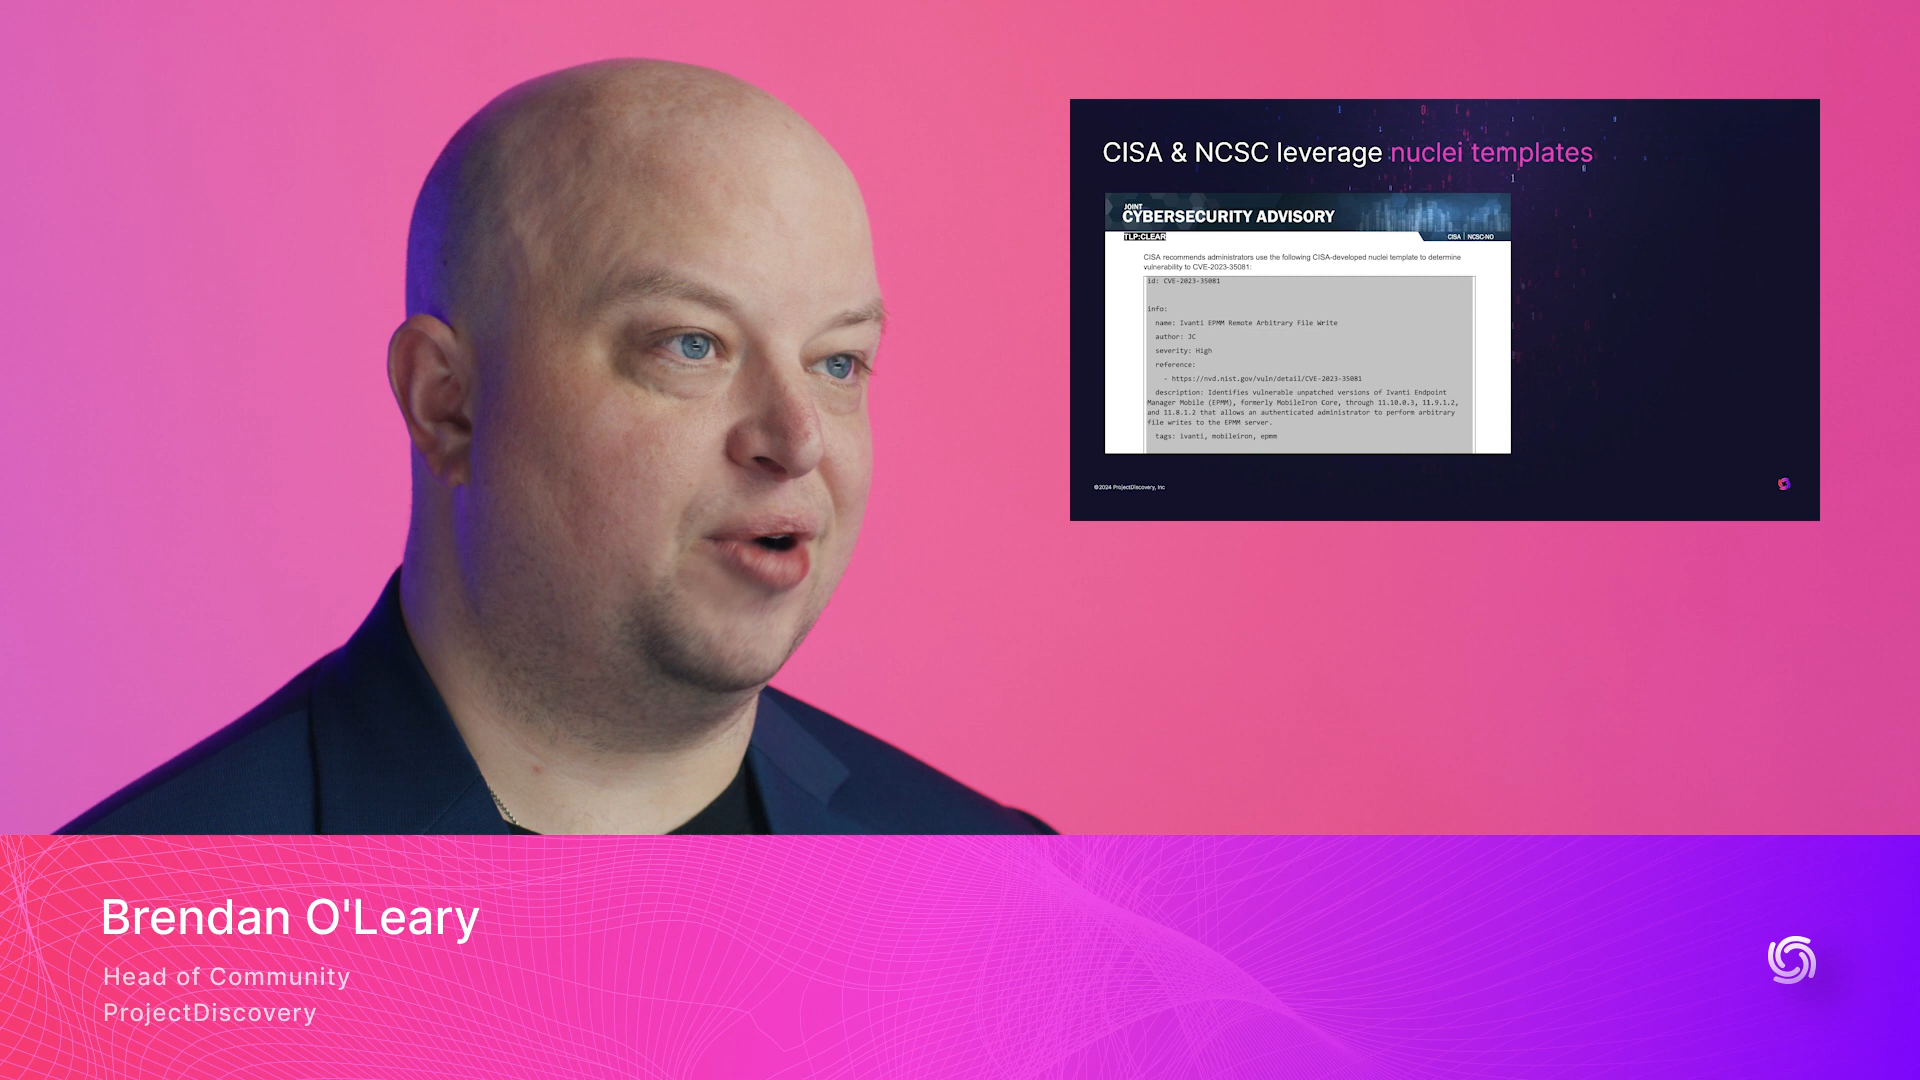 CISA & NCSC leverage nuclei templates
JOINT
CYBERSECURITY ADVISORY
TLP:CLEAR
CISA | NCSC-NO
CISA recommends administrators use the following CISA-developed nuclei template to determine
vulnerability to CVE-2023-35081:
id: CVE-2023-35081
info:
name: Ivanti EPMM Remote Arbitrary File Write
author: JC
severity: High
reference:
- https://nvd.nist.gov/vuln/detail/CVE-2023-35081
description: Identifies vulnerable unpatched versions of Ivanti Endpoint
Manager Mobile (EPMM), formerly MobileIron Core, through 11.10.0.3, 11.9.1.2,
and 11.8.1.2 that allows an authenticated administrator to perform arbitrary
file writes to the EPMM server.
tags: ivanti, mobileiron, epmm
©2024 ProjectDiscovery, Inc
Brendan O'Leary
Head of Community
ProjectDiscovery